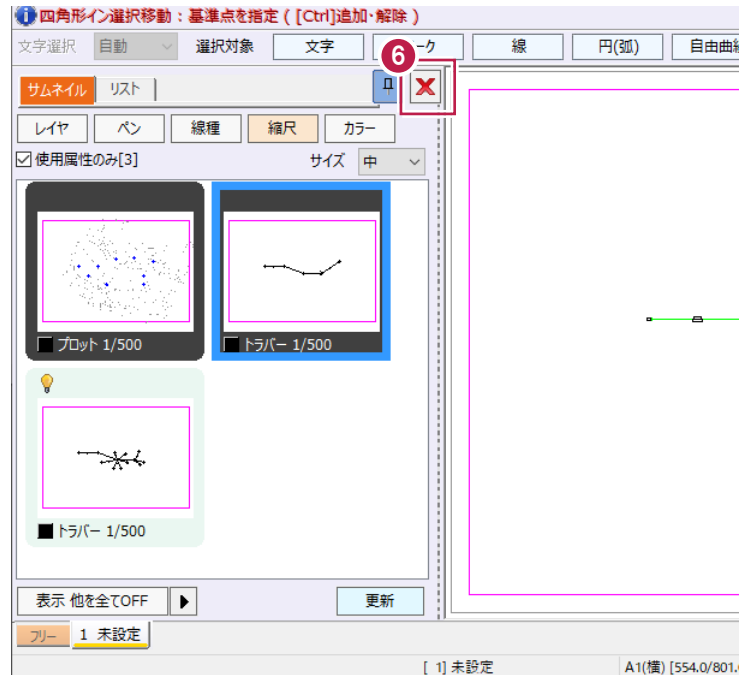 四角形イン選択移動:基準点を指定([Ctrl]追加・解除)
文字選択 自動 選択対象 文字 ーク 線 円(弧)
6
サムネイル リスト
レイヤ ペン 線種 縮尺 カラー
使用属性のみ[3] サイズ 中
プロット 1/500 トラバー 1/500
トラバー 1/500
表示 他を全てOFF 更新
フリー 1 未設定
[ 1] 未設定 A1(横) [554.0/801.